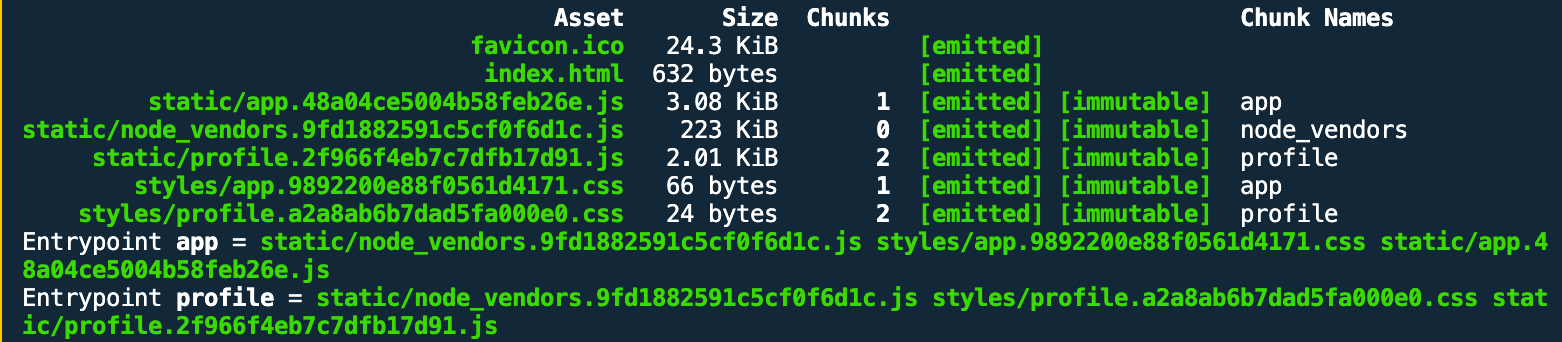 Asset Size Chunks Chunk Names
favicon.ico 24.3 KiB [emitted]
index.html 632 bytes [emitted]
static/app.48a04ce5004b58feb26e.js 3.08 KiB 1 [emitted] [immutable] app
static/node_vendors.9fd1882591c5cf0f6d1c.js 223 KiB 0 [emitted] [immutable] node_vendors
static/profile.2f966f4eb7c7dfb17d91.js 2.01 KiB 2 [emitted] [immutable] profile
styles/app.9892200e88f0561d4171.css 66 bytes 1 [emitted] [immutable] app
styles/profile.a2a8ab6b7dad5fa000e0.css 24 bytes 2 [emitted] [immutable] profile
Entrypoint app = static/node_vendors.9fd1882591c5cf0f6d1c.js styles/app.9892200e88f0561d4171.css static/app.4
8a04ce5004b58feb26e.js
Entrypoint profile = static/node_vendors.9fd1882591c5cf0f6d1c.js styles/profile.a2a8ab6b7dad5fa000e0.css stat
ic/profile.2f966f4eb7c7dfb17d91.js